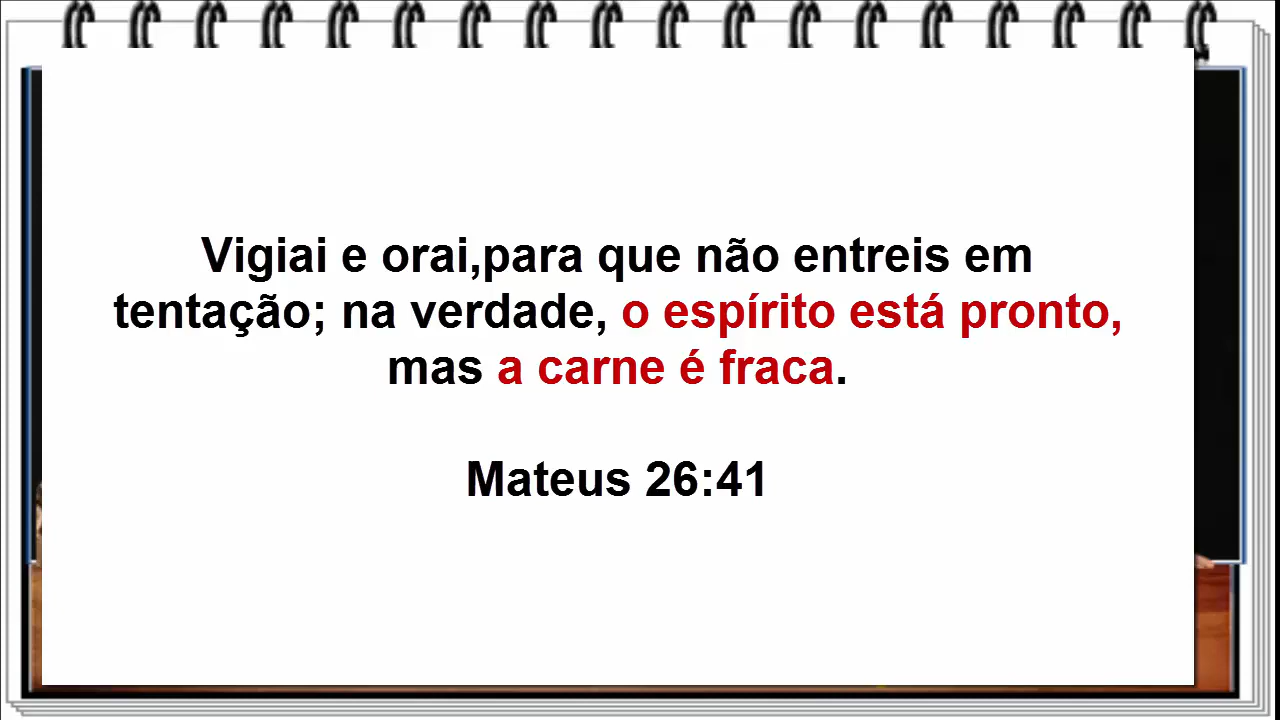 Vigiai e orai,para que não entreis em
tentação; na verdade, o espírito está pronto,
mas a carne é fraca.
Mateus 26:41